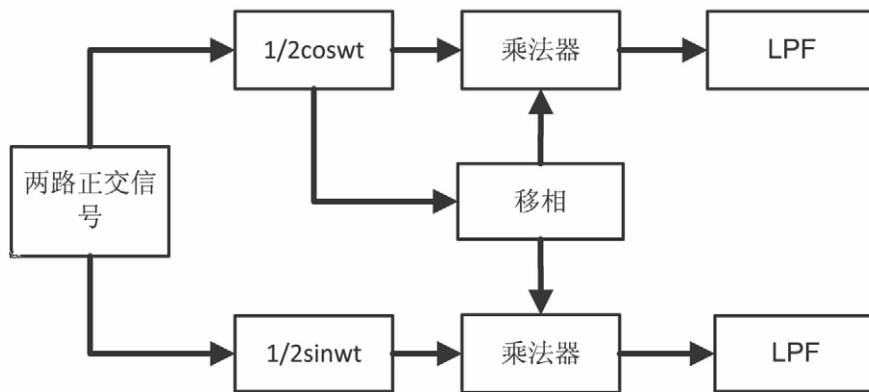 1/2coswt
乘法器
LPF
两路正交信
号
移相
1/2sinwt
乘法器
LPF